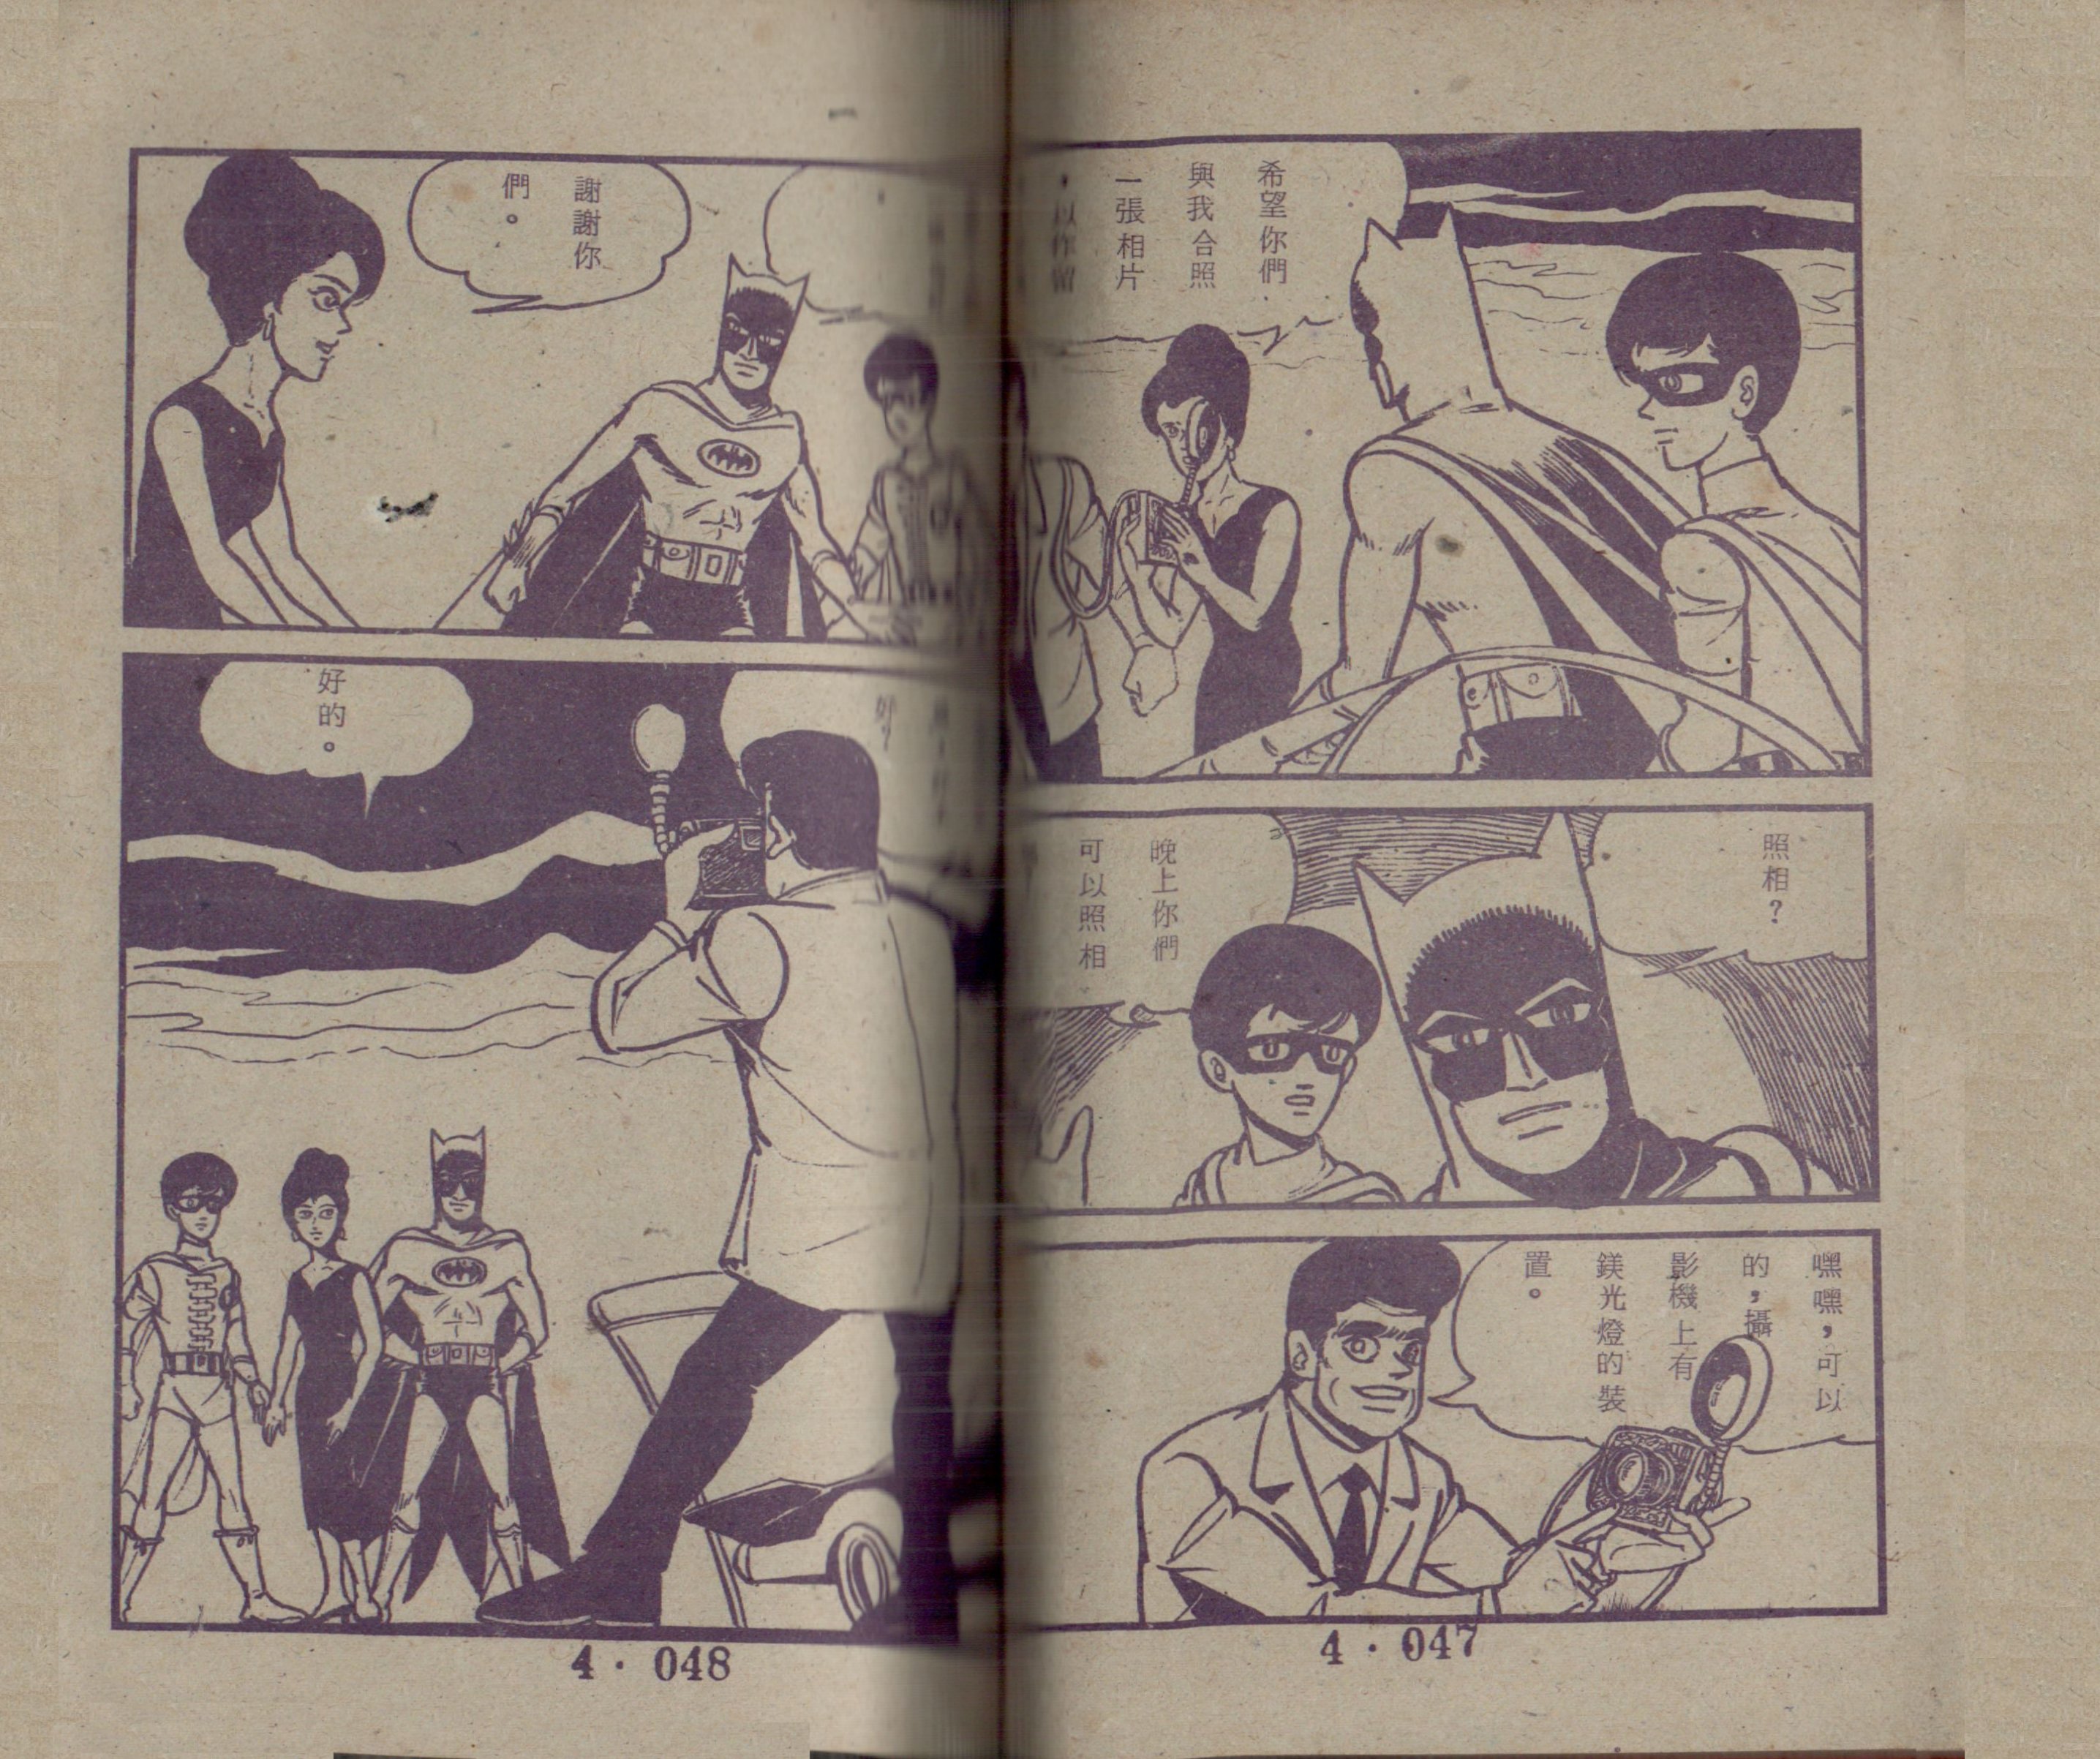 希望你們
與我合照
一張相片
，以作留
照相？
晚上你們
可以照相
嘿嘿，可以
的，攝
影機上有
鎂光燈的裝
置。
4·047
謝謝你
們。
好的。
4·048